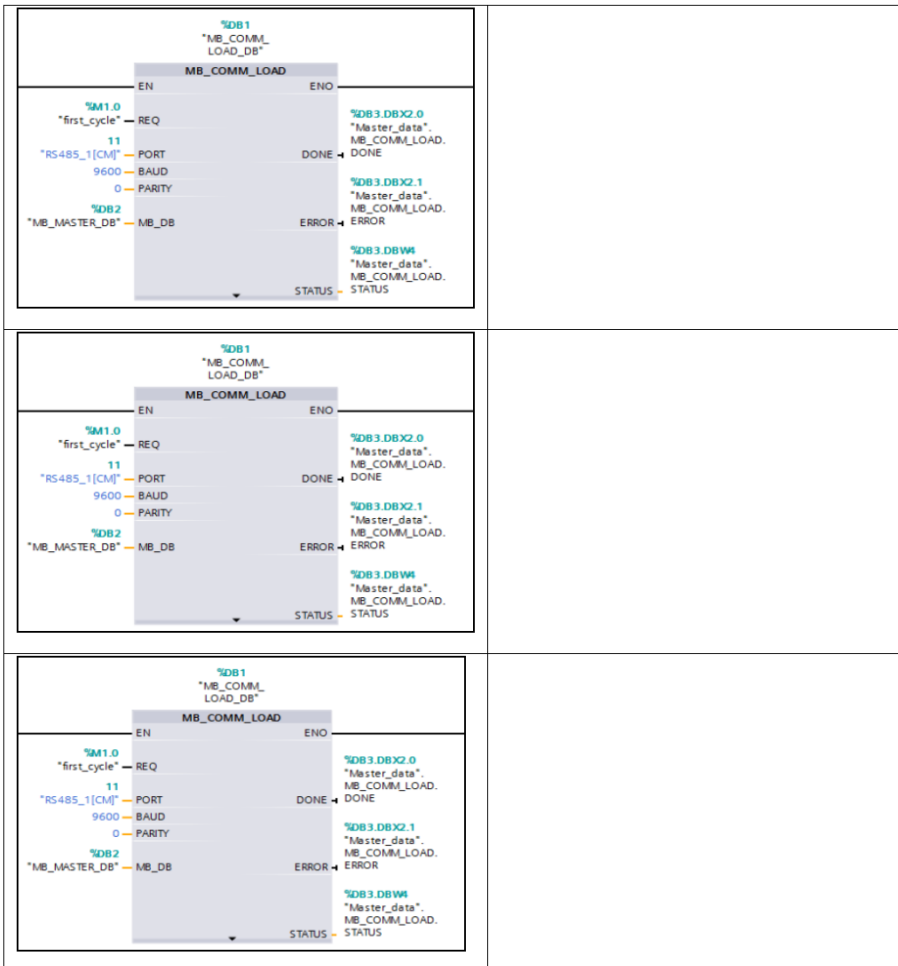 %DB1
"MB_COMM_
LOAD_DB"
MB_COMM_LOAD
EN ENO
%M1.0
"first_cycle" REQ
%DB3.DBX2.0
"Master_data".
MB_COMM_LOAD.
DONE DONE
11
"RS485_1[CM]" PORT
9600 BAUD
0 PARITY
%DB3.DBX2.1
"Master_data".
MB_COMM_LOAD.
ERROR ERROR
%DB2
"MB_MASTER_DB" MB_DB
%DB3.DBW4
"Master_data".
MB_COMM_LOAD.
STATUS STATUS
%DB1
"MB_COMM_
LOAD_DB"
MB_COMM_LOAD
EN ENO
%M1.0
"first_cycle" REQ
%DB3.DBX2.0
"Master_data".
MB_COMM_LOAD.
DONE DONE
11
"RS485_1[CM]" PORT
9600 BAUD
0 PARITY
%DB3.DBX2.1
"Master_data".
MB_COMM_LOAD.
ERROR ERROR
%DB2
"MB_MASTER_DB" MB_DB
%DB3.DBW4
"Master_data".
MB_COMM_LOAD.
STATUS STATUS
%DB1
"MB_COMM_
LOAD_DB"
MB_COMM_LOAD
EN ENO
%M1.0
"first_cycle" REQ
%DB3.DBX2.0
"Master_data".
MB_COMM_LOAD.
DONE DONE
11
"RS485_1[CM]" PORT
9600 BAUD
0 PARITY
%DB3.DBX2.1
"Master_data".
MB_COMM_LOAD.
ERROR ERROR
%DB2
"MB_MASTER_DB" MB_DB
%DB3.DBW4
"Master_data".
MB_COMM_LOAD.
STATUS STATUS